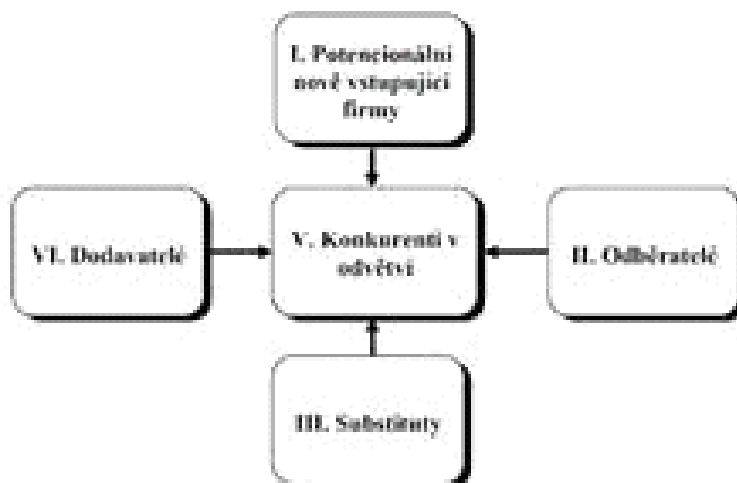 I. Potencionální
nově vstupující
firmy
VI. Dodavatelé
V. Konkurenti v
odvětví
II. Odběratelé
III. Substituty